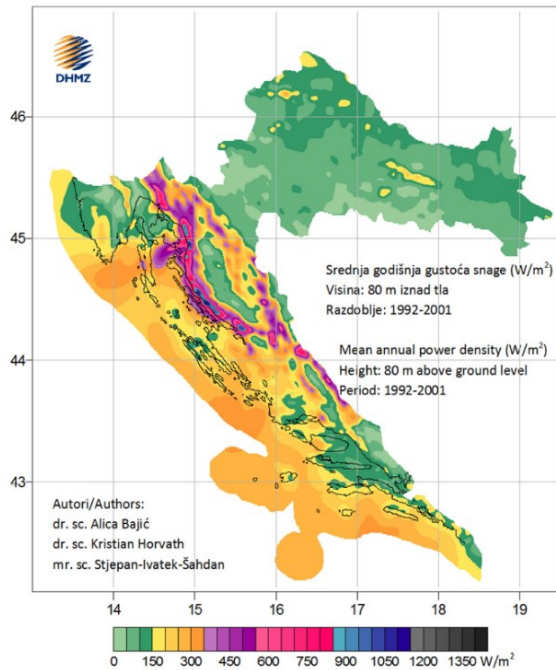 DHMZ
46
45
44
43
Srednja godišnja gustoća snage (W/m²)
Visina: 80 m iznad tla
Razdoblje: 1992-2001
Mean annual power density (W/m²)
Height: 80 m above ground level
Period: 1992-2001
Autori/Authors:
dr. sc. Alica Bajić
dr. sc. Kristian Horvath
mr. sc. Stjepan-Ivatek-Šahdan
14 15 16 17 18 19
0 150 300 450 600 750 900 1050 1200 1350 W/m²